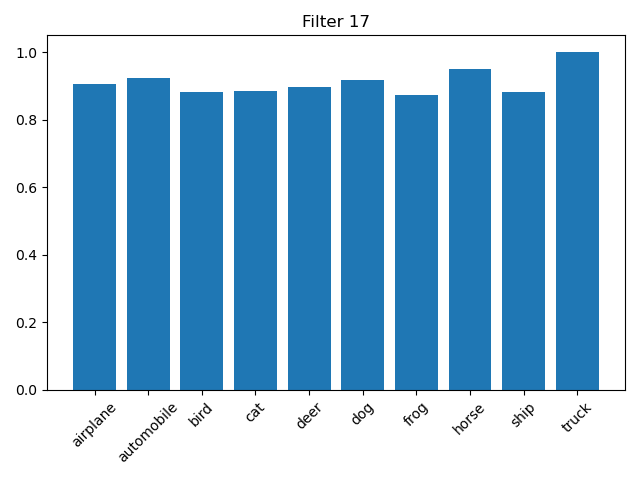 Filter 17
1.0
0.8
0.6
0.4
0.2
0.0
airplane
automobile
bird
cat
deer
dog
frog
horse
ship
truck